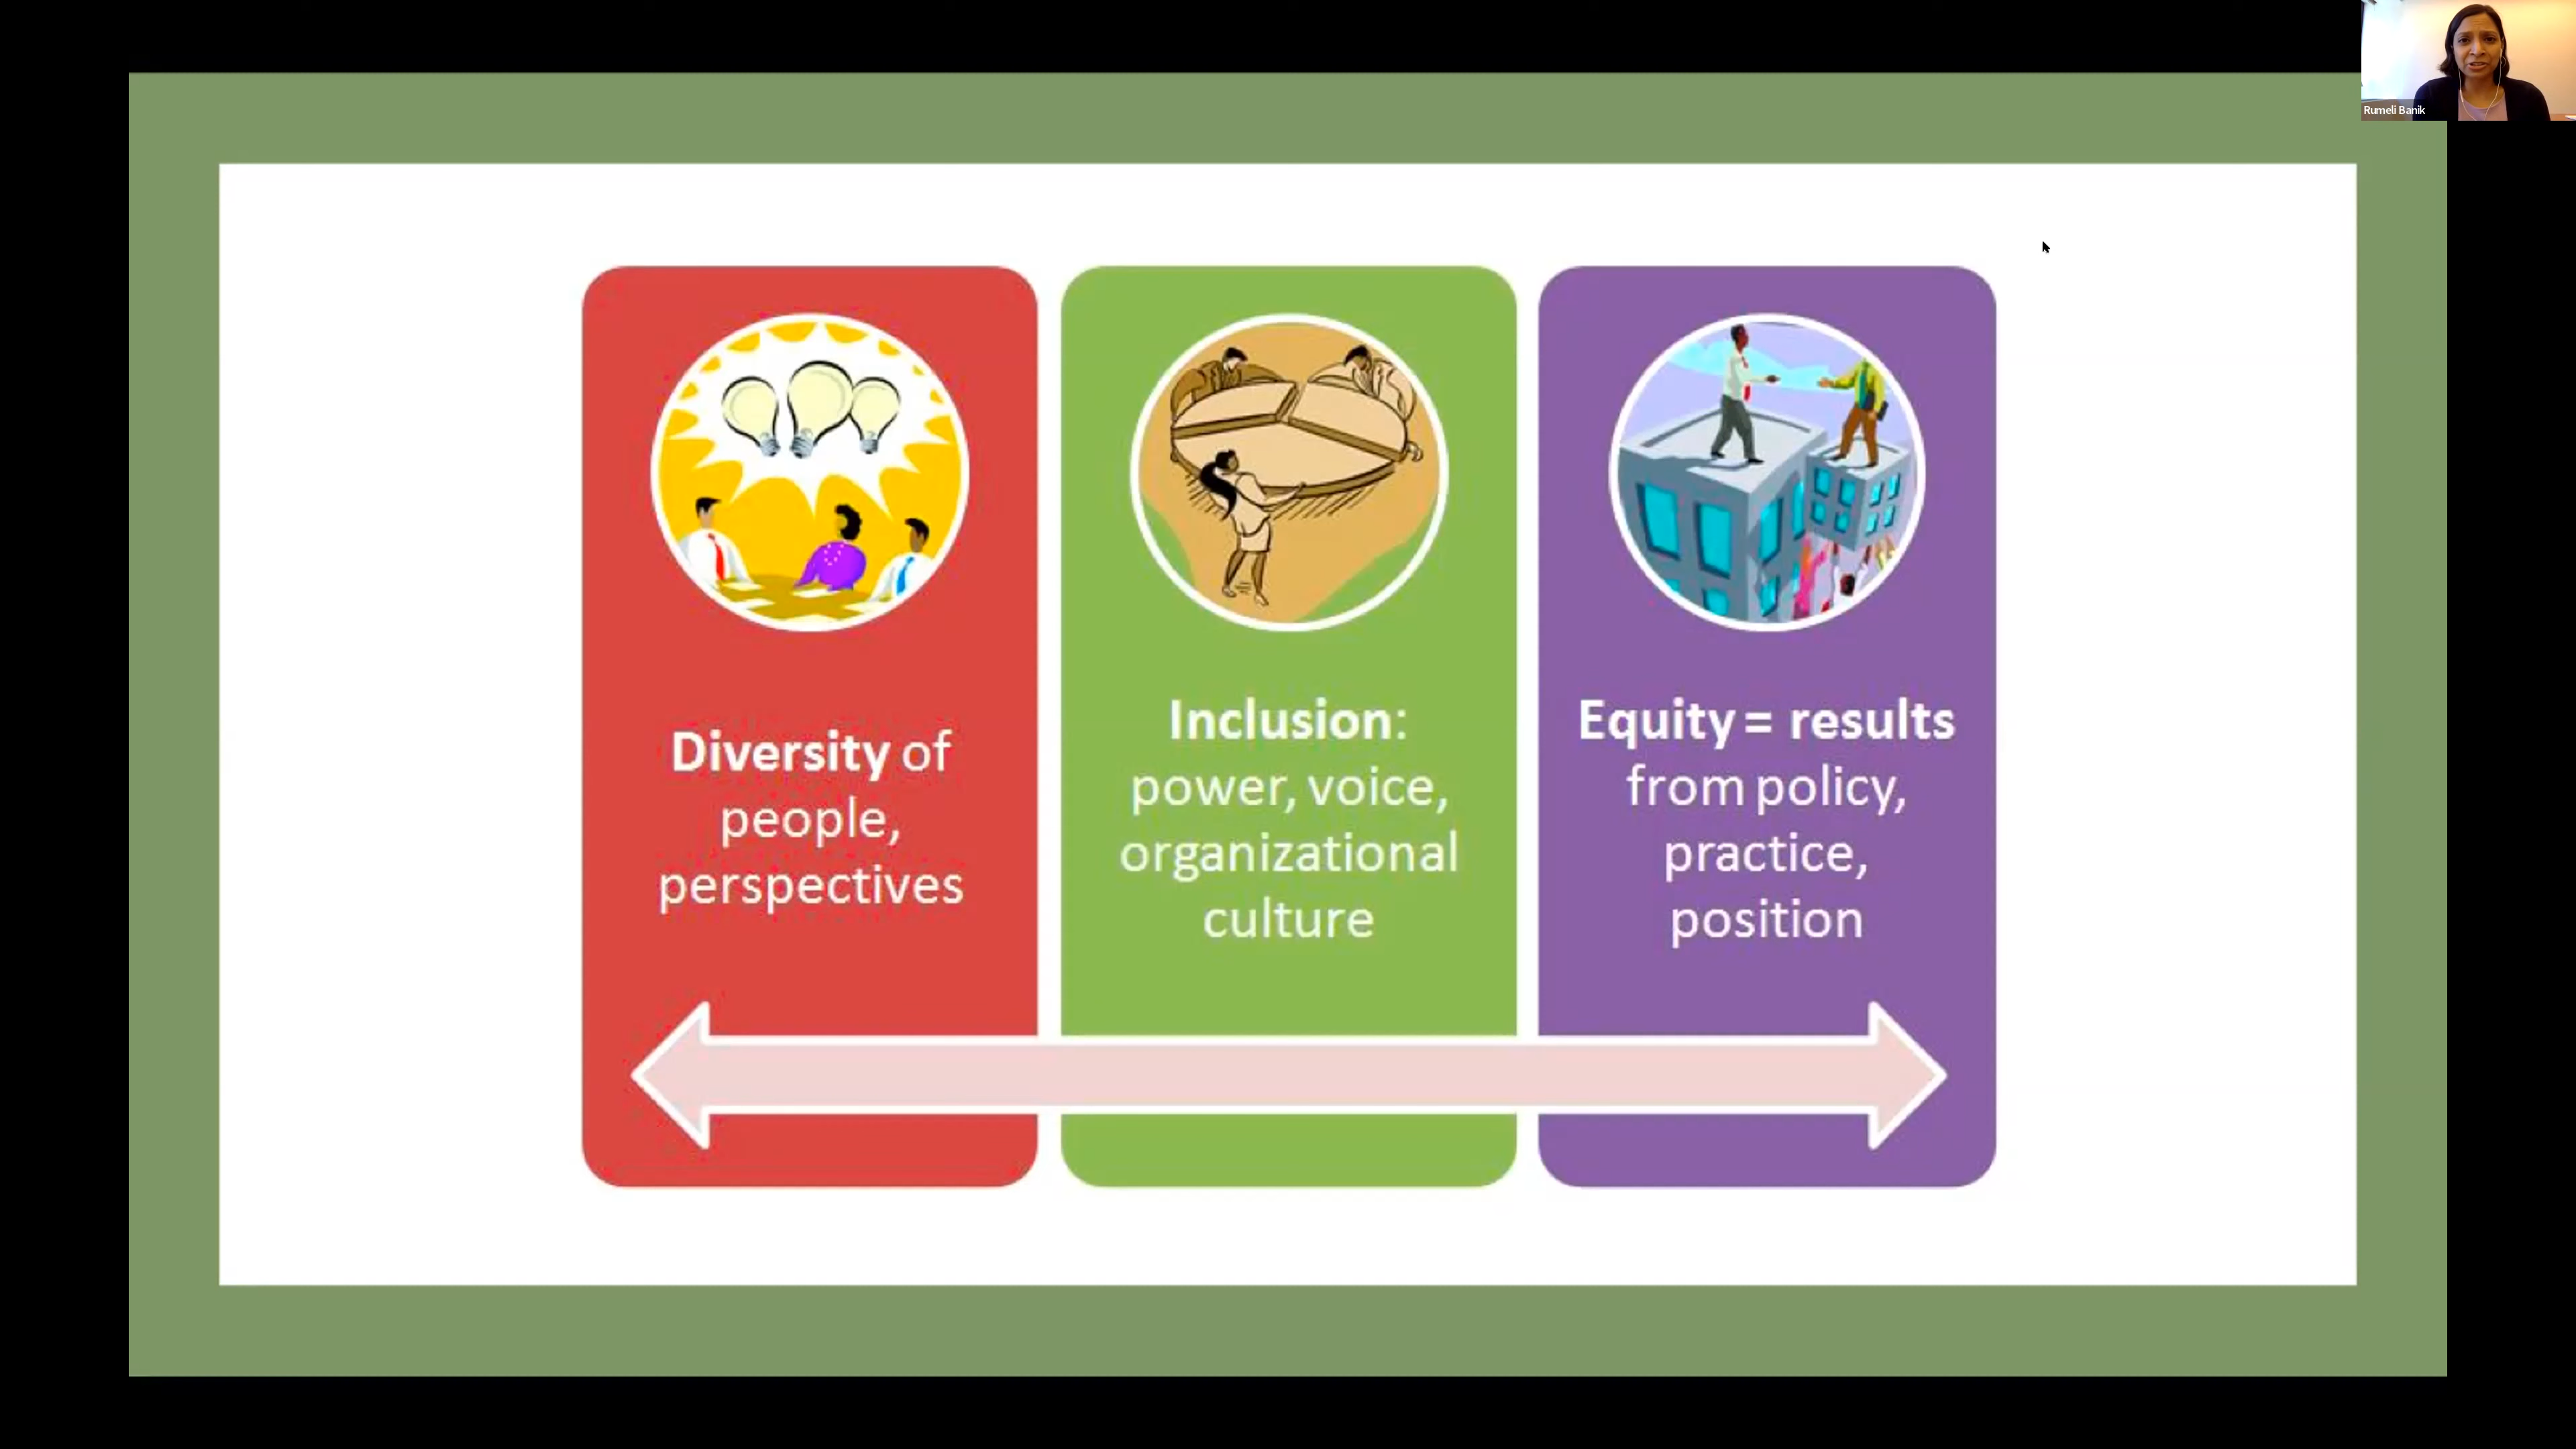 Rumeli Banik
Diversity of
people,
perspectives
Inclusion:
power, voice,
organizational
culture
Equity = results
from policy,
practice,
position